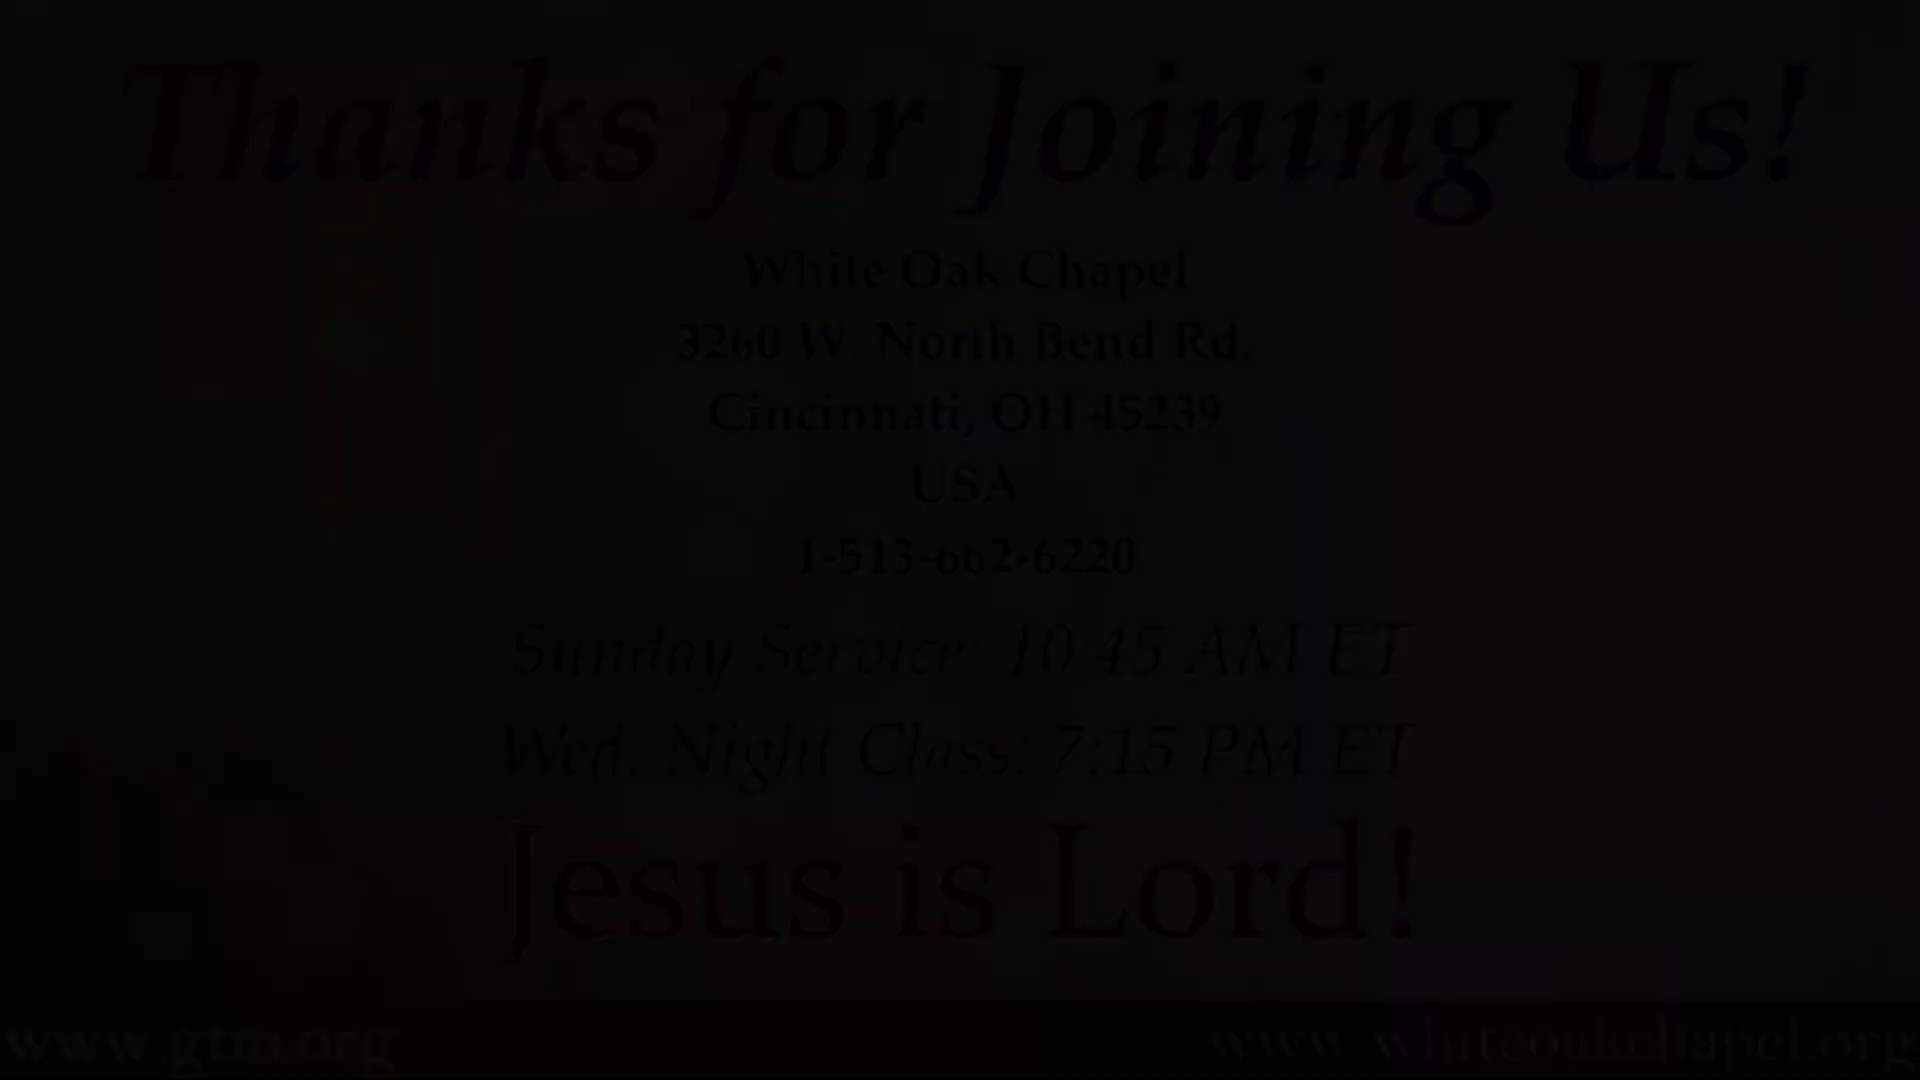 Thanks for Joining Us!
White Oak Chapel
3260 W. North Bend Rd.
Cincinnati, OH 45239
USA
1-513-662-6220
Sunday Service: 10:45 AM ET
Wed. Night Class: 7:15 PM ET
Jesus is Lord!
www.gtm.org www.whiteoakchapel.org